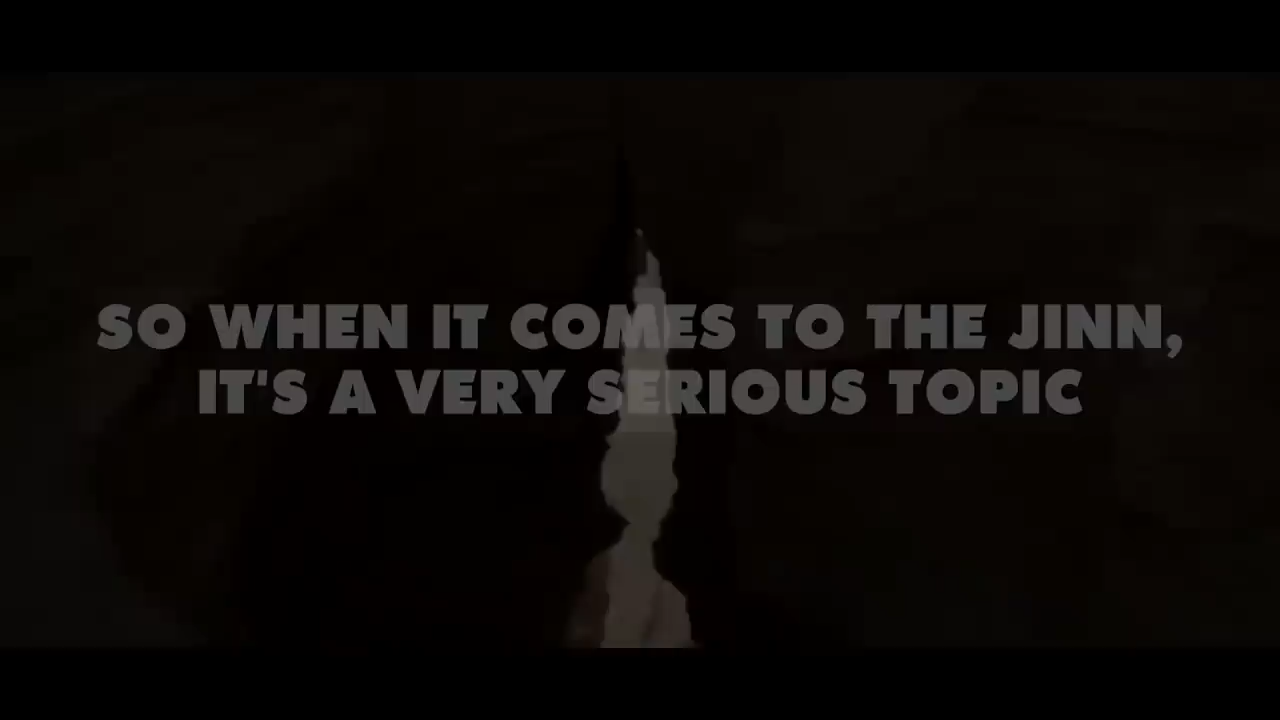 SO WHEN IT COMES TO THE JINN,
IT'S A VERY SERIOUS TOPIC